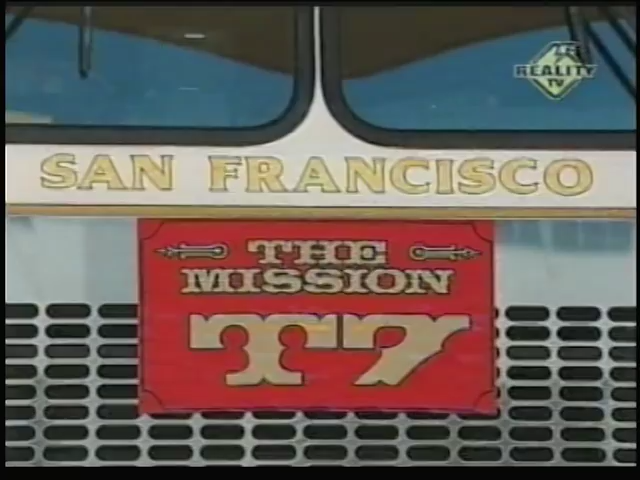 REALITY
TV
SAN FRANCISCO
THE
MISSION
T7